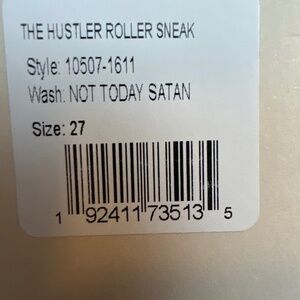 THE HUSTLER ROLLER SNEAK
Style: 10507-1611
Wash: NOT TODAY SATAN
Size: 27
1 92411 73513 5